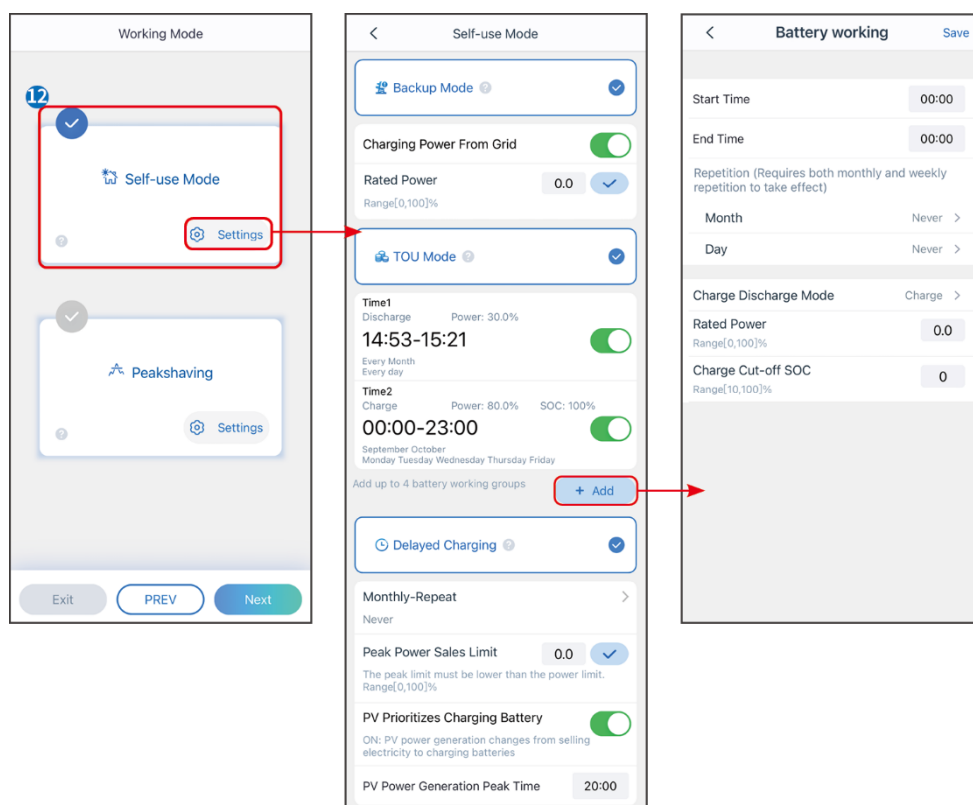 Working Mode
12
Self-use Mode
Settings
Peakshaving
Settings
Exit
PREV
Next
Self-use Mode
Backup Mode
Charging Power From Grid
Rated Power
0.0
Range[0,100]%
TOU Mode
Time1
Discharge Power: 30.0%
14:53-15:21
Every Month
Every day
Time2
Charge Power: 80.0% SOC: 100%
00:00-23:00
September October
Monday Tuesday Wednesday Thursday Friday
Add up to 4 battery working groups
+ Add
Delayed Charging
Monthly-Repeat
Never
Peak Power Sales Limit
0.0
The peak limit must be lower than the power limit.
Range[0,100]%
PV Prioritizes Charging Battery
ON: PV power generation changes from selling
electricity to charging batteries
PV Power Generation Peak Time 20:00
Battery working
Save
Start Time 00:00
End Time 00:00
Repetition (Requires both monthly and weekly
repetition to take effect)
Month Never
Day Never
Charge Discharge Mode Charge
Rated Power
0.0
Range[0,100]%
Charge Cut-off SOC
0
Range[10,100]%